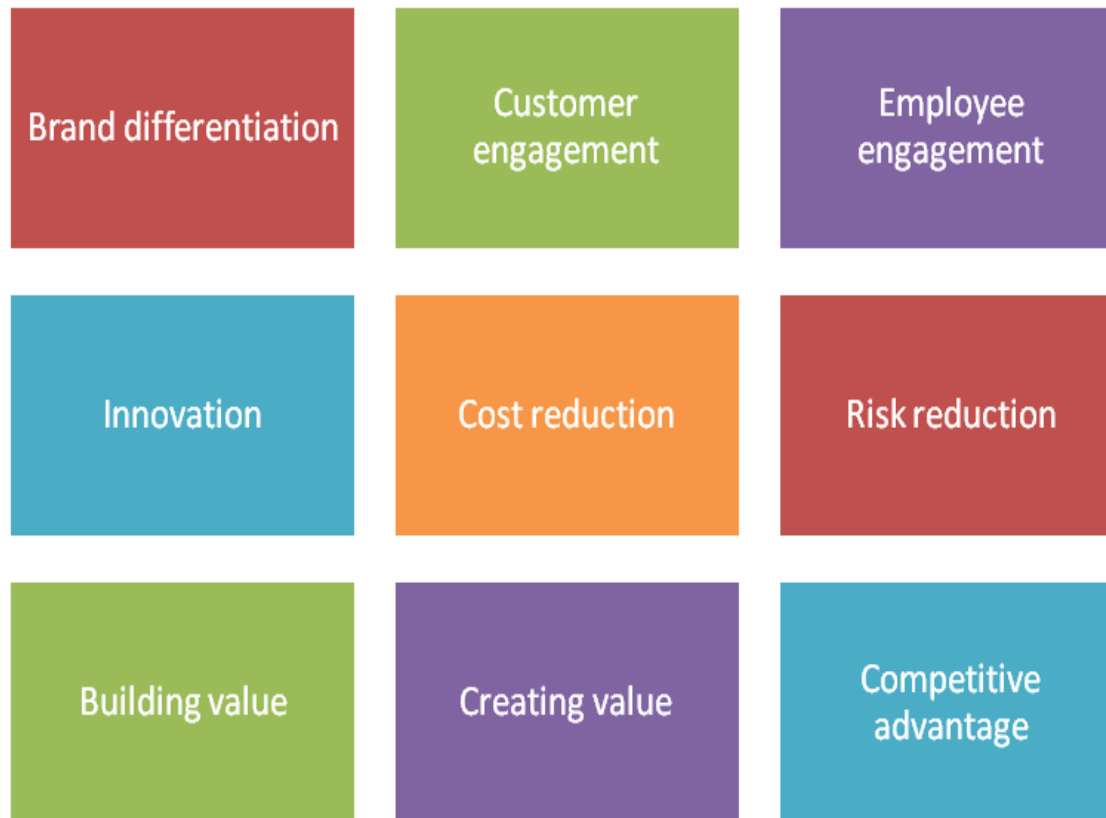 Brand differentiation
Customer
engagement
Employee
engagement
Innovation
Cost reduction
Risk reduction
Building value
Creating value
Competitive
advantage